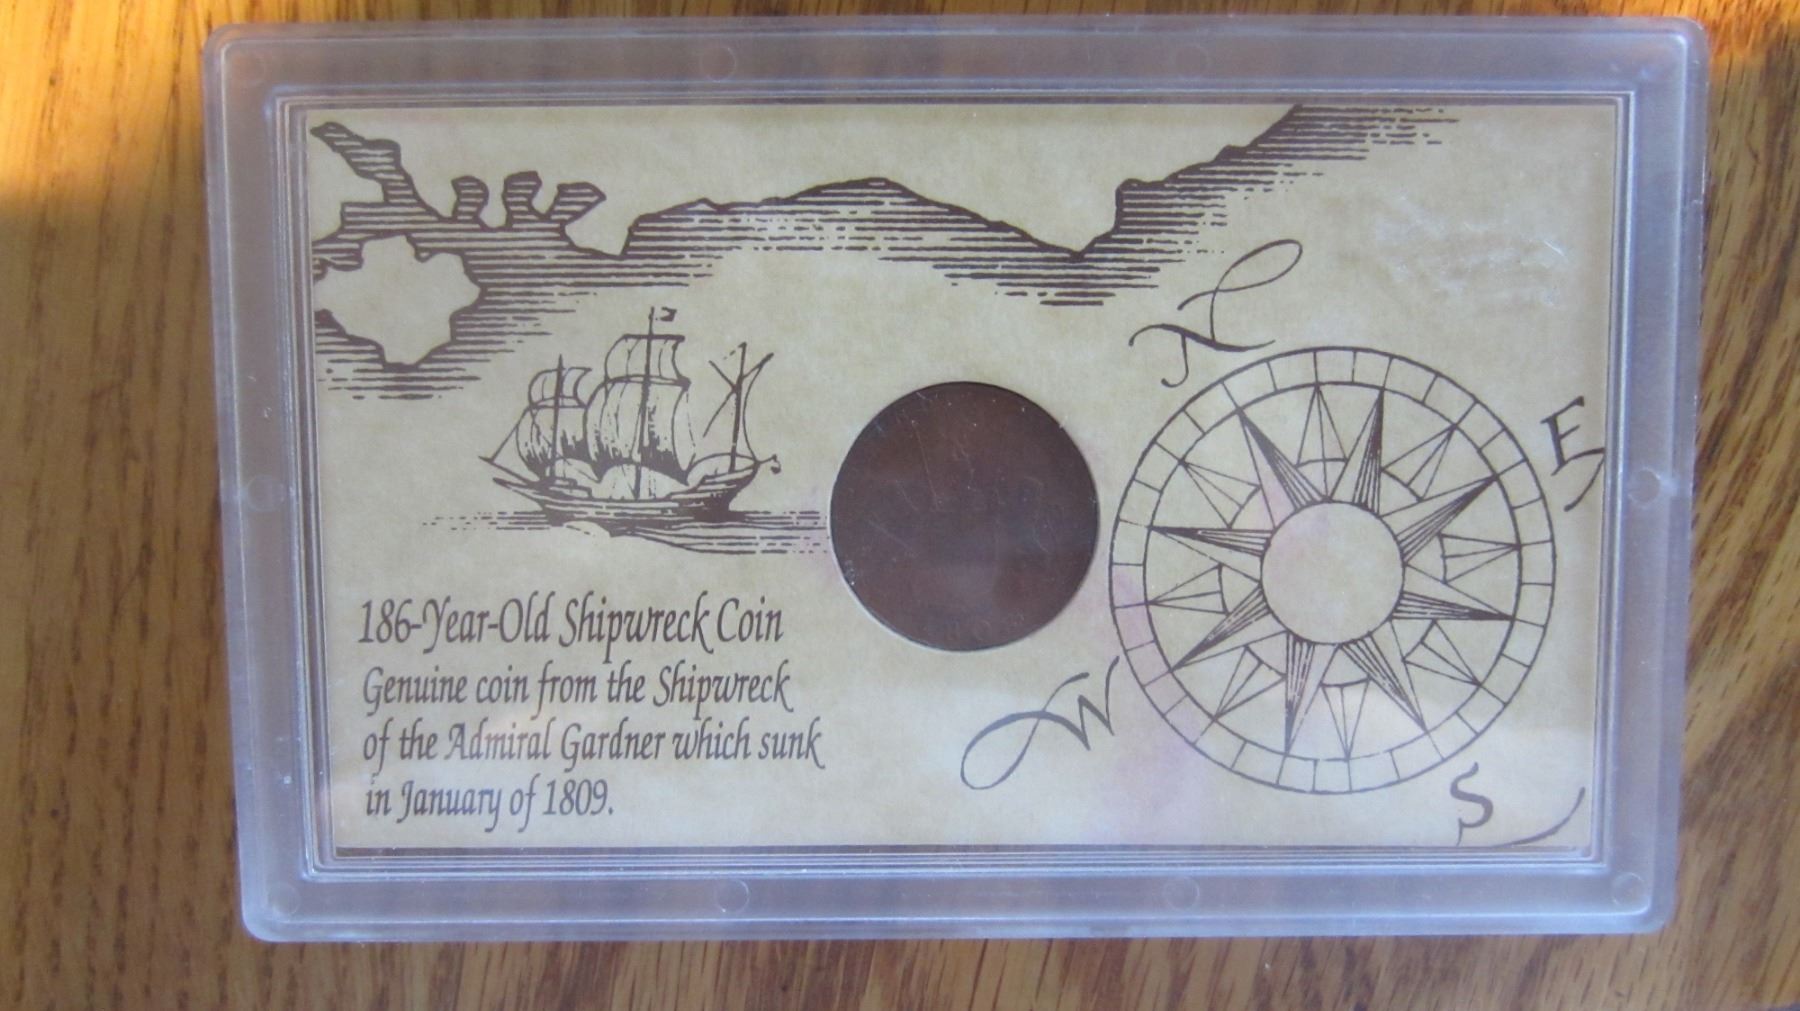 N
E
186-Year-Old Shipwreck Coin
Genuine coin from the Shipwreck
of the Admiral Gardner which sunk
in January of 1809.
W
S